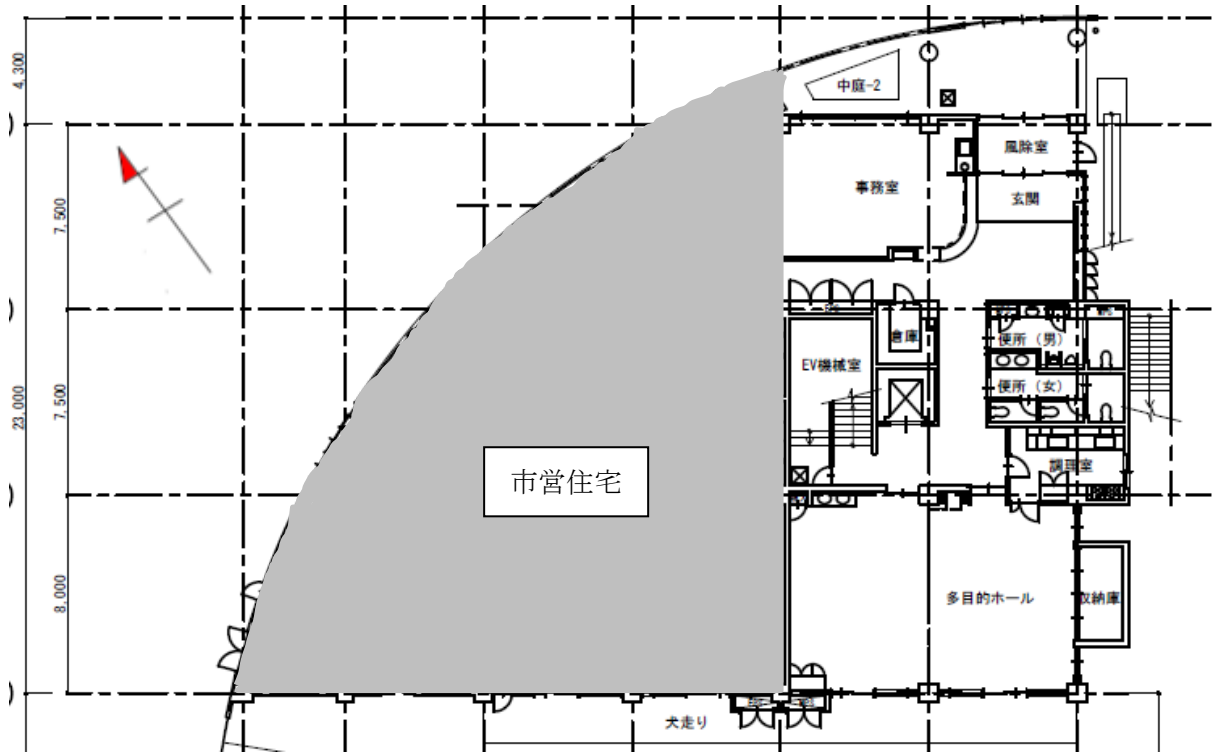 4,300
中庭-2
風除室
事務室
玄関
7,500
倉庫
便所（男）
EV機械室
便所（女）
23,000
7,500
調理室
市営住宅
8,000
多目的ホール
収納庫
犬走り